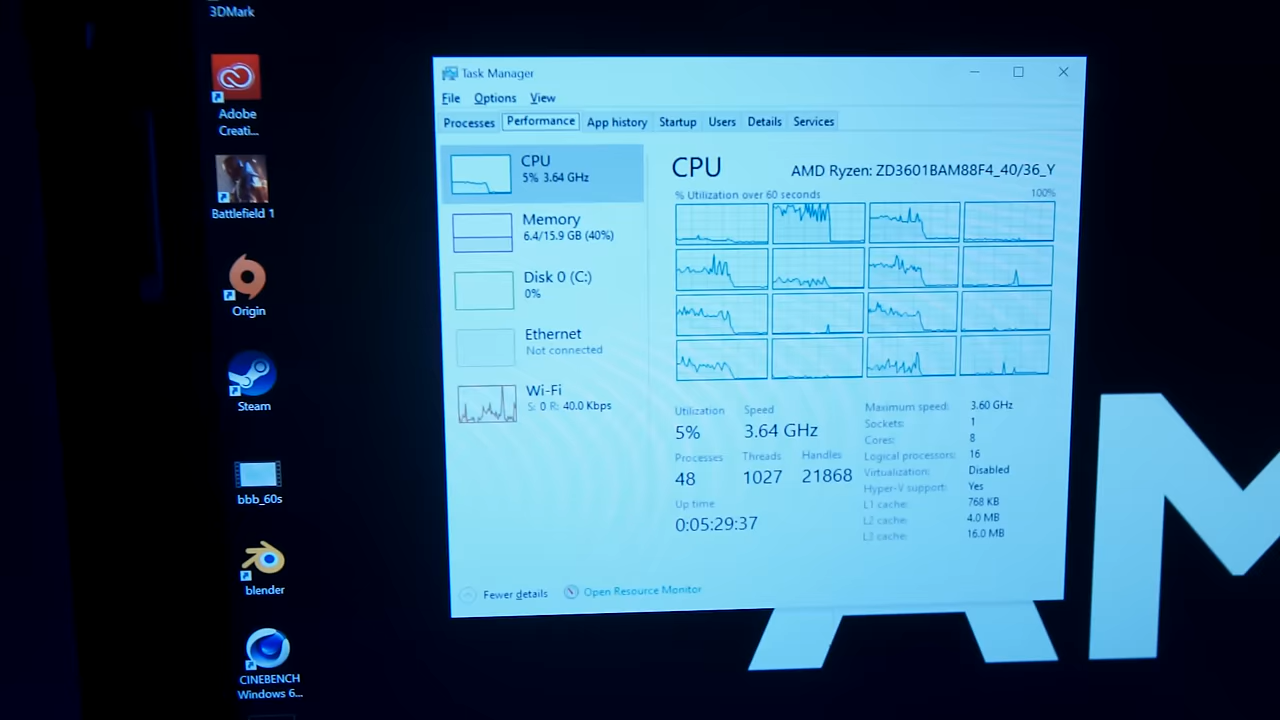 3DMark
Adobe
Creati...
Battlefield 1
Origin
Steam
bbb_60s
blender
CINEBENCH
Windows 6...
Task Manager
File Options View
Processes Performance App history Startup Users Details Services
CPU
5% 3.64 GHz
Memory
6.4/15.9 GB (40%)
Disk 0 (C:)
0%
Ethernet
Not connected
Wi-Fi
S: 0 R: 40.0 Kbps
CPU AMD Ryzen: ZD3601BAM88F4_40/36_Y
% Utilization over 60 seconds 100%
Utilization Speed
5% 3.64 GHz
Processes Threads Handles
48 1027 21868
Up time
0:05:29:37
Maximum speed: 3.60 GHz
Sockets: 1
Cores: 8
Logical processors: 16
Virtualization: Disabled
Hyper-V support: Yes
L1 cache: 768 KB
L2 cache: 4.0 MB
L3 cache: 16.0 MB
Fewer details Open Resource Monitor
AM